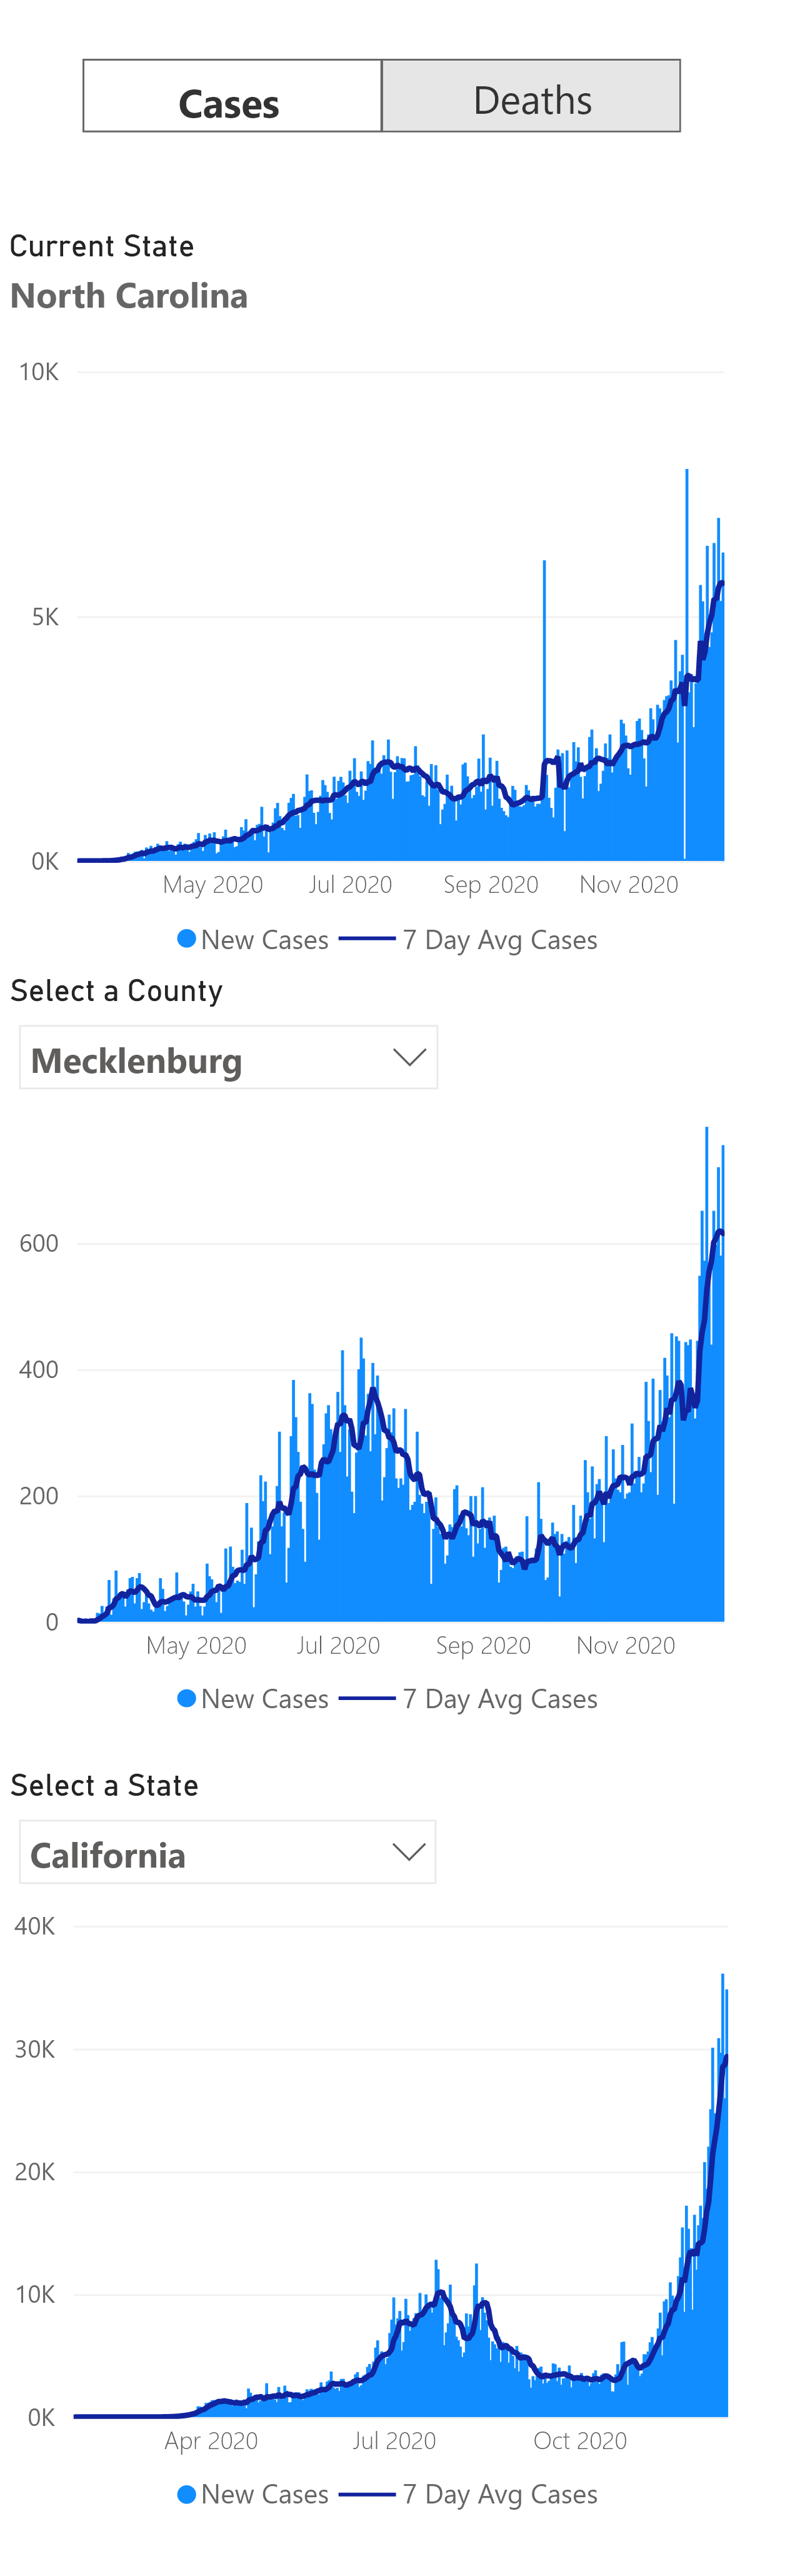 Cases Deaths
Current State
North Carolina
10K
5K
0K
May 2020 Jul 2020 Sep 2020 Nov 2020
New Cases 7 Day Avg Cases
Select a County
Mecklenburg
600
400
200
0
May 2020 Jul 2020 Sep 2020 Nov 2020
New Cases 7 Day Avg Cases
Select a State
California
40K
30K
20K
10K
0K
Apr 2020 Jul 2020 Oct 2020
New Cases 7 Day Avg Cases